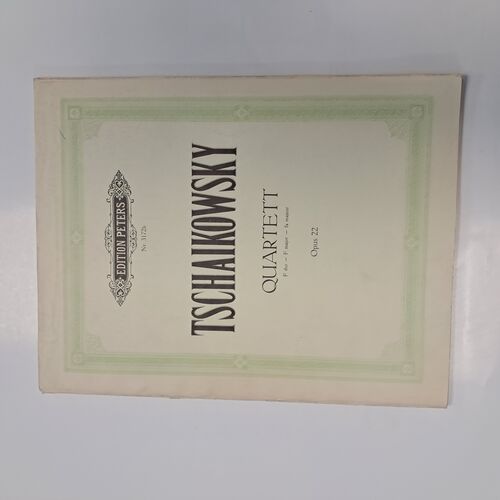 EDITION PETERS
Nr. 3172b
TSCHAIKOWSKY
QUARTETT
F dur — F major — Fa majeur
Opus 22